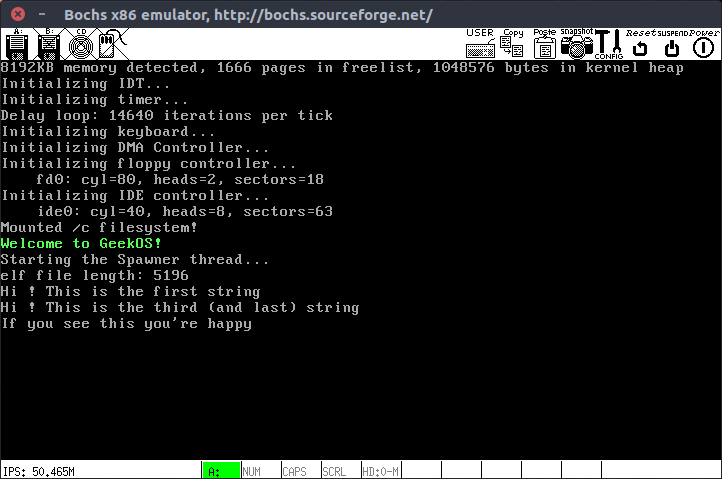 Bochs x86 emulator, http://bochs.sourceforge.net/
A: B: CD USER Copy Paste Snapshot CONFIG Reset SUSPEND Power
8192KB memory detected, 1666 pages in freelist, 1048576 bytes in kernel heap
Initializing IDT...
Initializing timer...
Delay loop: 14640 iterations per tick
Initializing keyboard...
Initializing DMA Controller...
Initializing floppy controller...
fd0: cyl=80, heads=2, sectors=18
Initializing IDE controller...
ide0: cyl=40, heads=8, sectors=63
Mounted /c filesystem!
Welcome to GeekOS!
Starting the Spawner thread...
elf file length: 5196
Hi ! This is the first string
Hi ! This is the third (and last) string
If you see this you're happy
IPS: 50.465M A: NUM CAPS SCRL HD:0-M